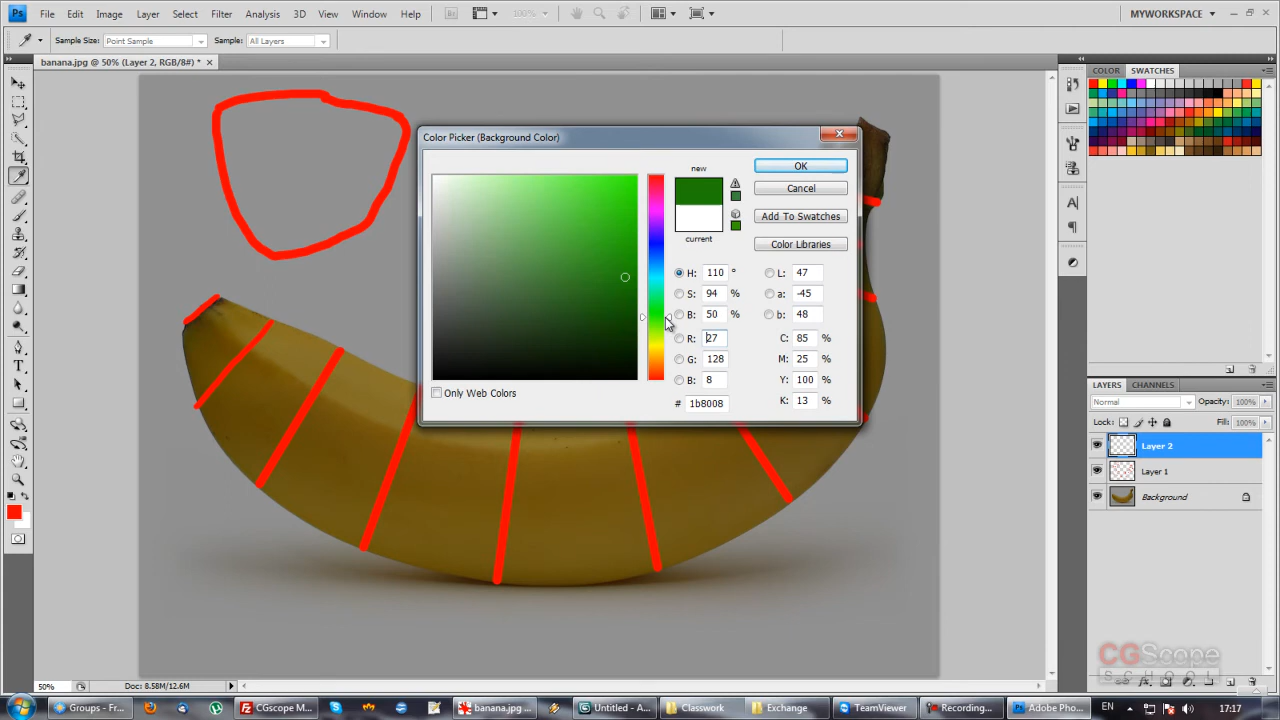 Ps File Edit Image Layer Select Filter Analysis 3D View Window Help Br 100% MYWORKSPACE
Sample Size: Point Sample Sample: All Layers
banana.jpg @ 50% (Layer 2, RGB/8#) *
COLOR SWATCHES
Color Picker (Background Color)
new
current
OK
Cancel
Add To Swatches
Color Libraries
H: 110 ° L: 47
S: 94 % a: -45
B: 50 % b: 48
R: 27 C: 85 %
G: 128 M: 25 %
B: 8 Y: 100 %
# 1b8008 K: 13 %
Only Web Colors
LAYERS CHANNELS
Normal Opacity: 100%
Lock: Fill: 100%
Layer 2
Layer 1
Background
CGScope
SCHOOL
50% Doc: 8.58M/12.6M
Groups - Fre... CGscope M... banana.jpg ... Untitled - A... Classwork Exchange TeamViewer Recording... Adobe Pho... EN 17:17